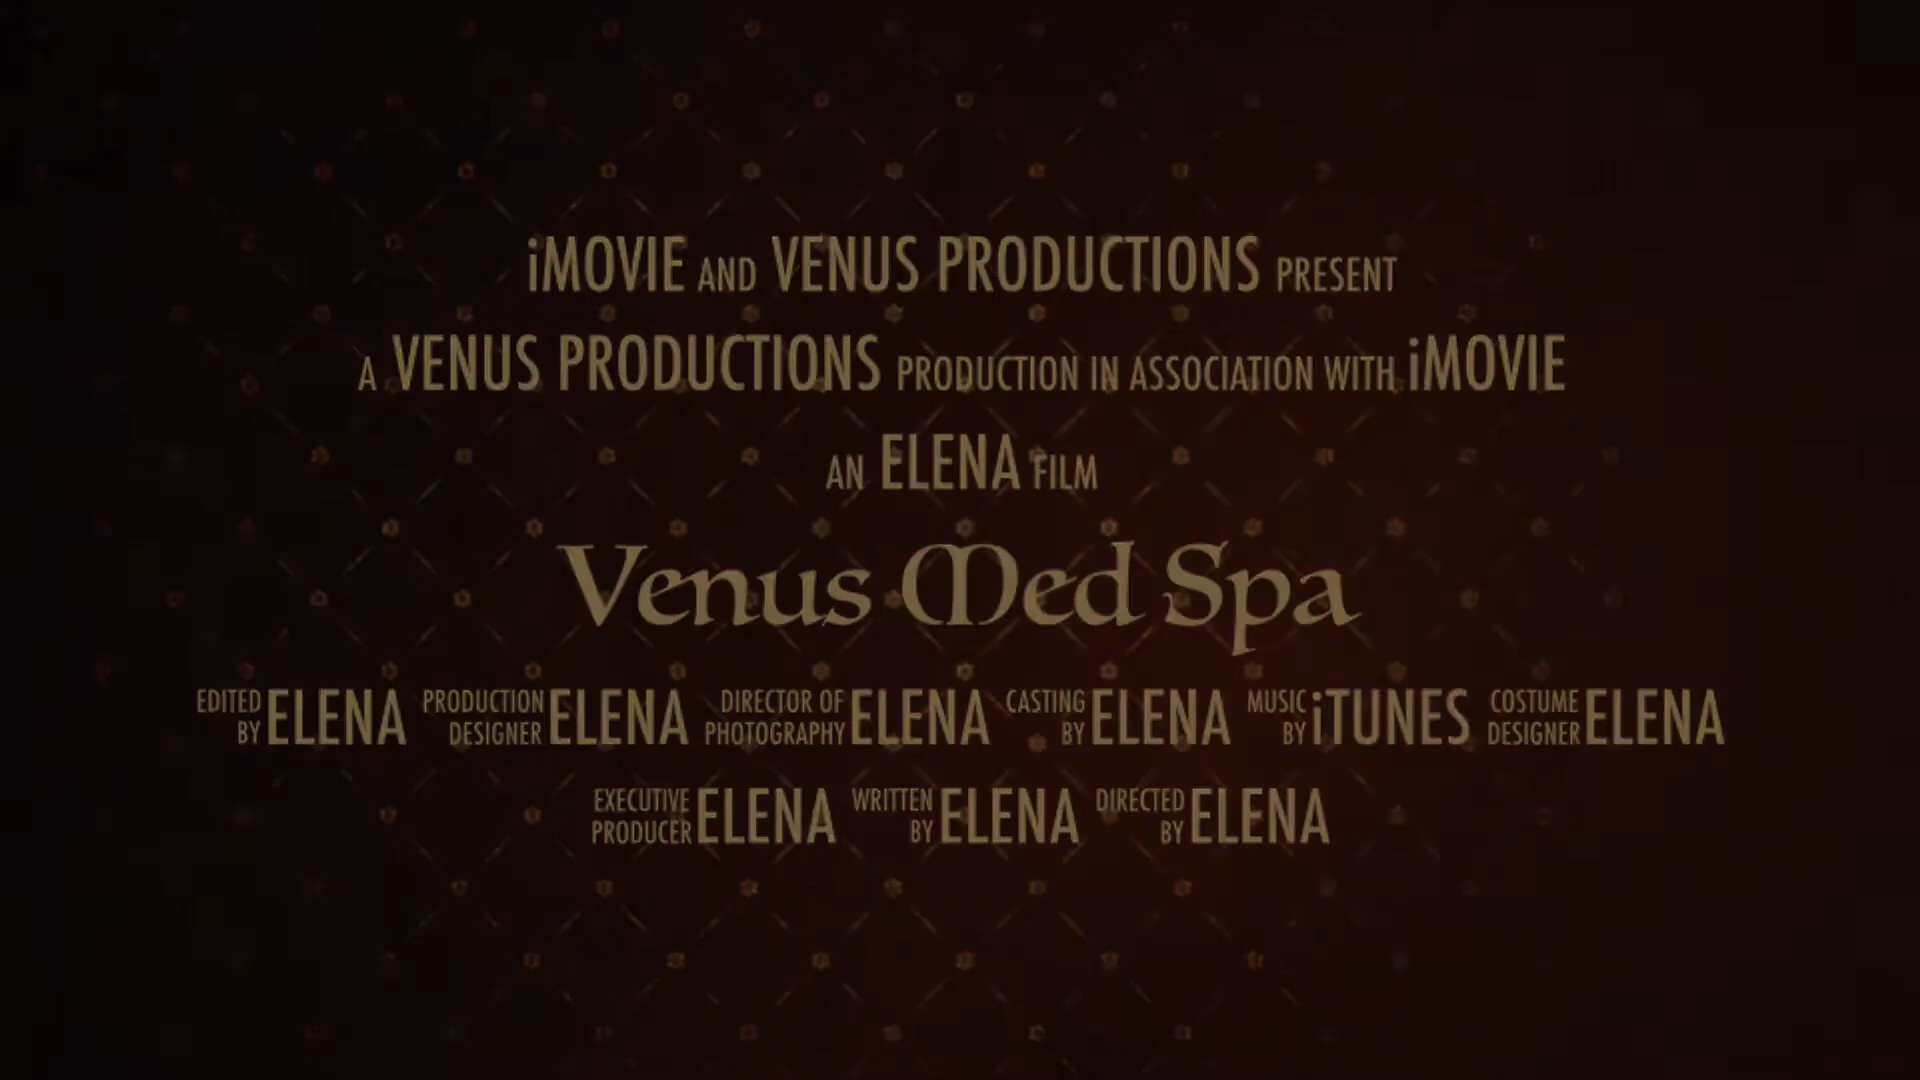 iMOVIE AND VENUS PRODUCTIONS PRESENT
A VENUS PRODUCTIONS PRODUCTION IN ASSOCIATION WITH iMOVIE
AN ELENA FILM
Venus Med Spa
EDITED BY ELENA PRODUCTION DESIGNER ELENA DIRECTOR OF PHOTOGRAPHY ELENA CASTING BY ELENA MUSIC BY iTUNES COSTUME DESIGNER ELENA
EXECUTIVE PRODUCER ELENA WRITTEN BY ELENA DIRECTED BY ELENA